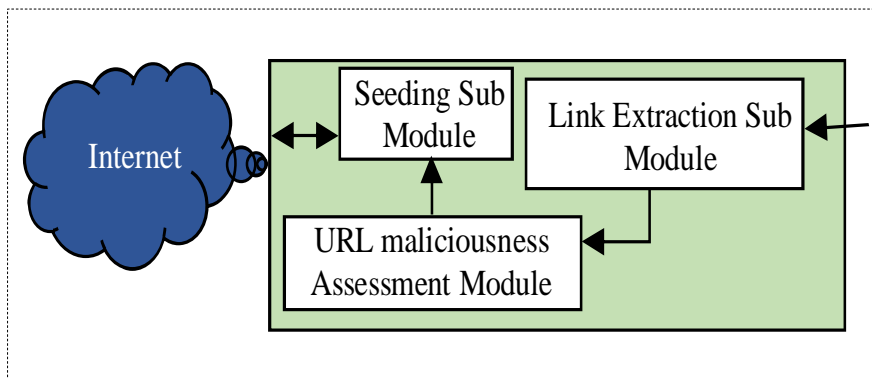 Internet
Seeding Sub
Module
Link Extraction Sub
Module
URL maliciousness
Assessment Module